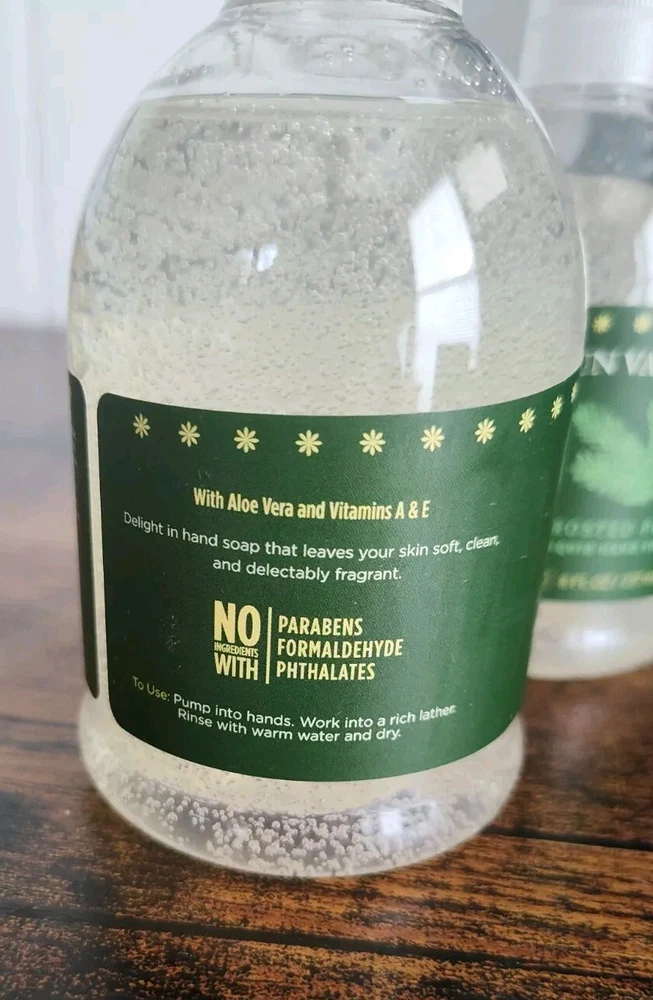 With Aloe Vera and Vitamins A & E
Delight in hand soap that leaves your skin soft, clean,
and delectably fragrant.
NO
INGREDIENTS
WITH
PARABENS
FORMALDEHYDE
PHTHALATES
To Use: Pump into hands. Work into a rich lather.
Rinse with warm water and dry.